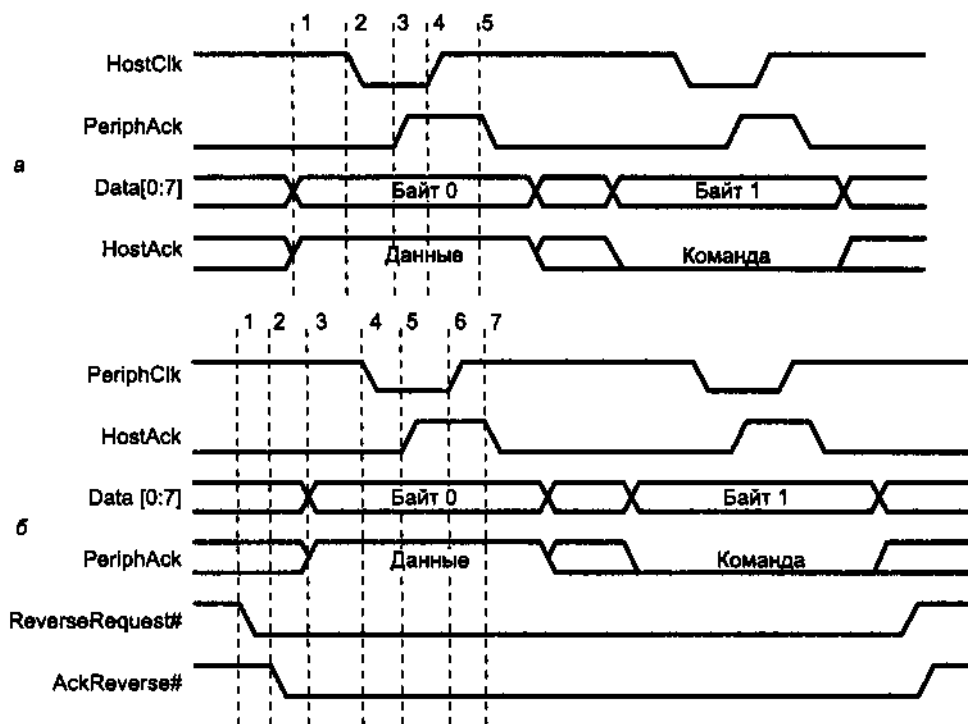 1 2 3 4 5
HostClk
PeriphAck
а
Data[0:7] Байт 0 Байт 1
HostAck Данные Команда
1 2 3 4 5 6 7
PeriphClk
HostAck
Data [0:7] Байт 0 Байт 1
б
PeriphAck Данные Команда
ReverseRequest#
AckReverse#